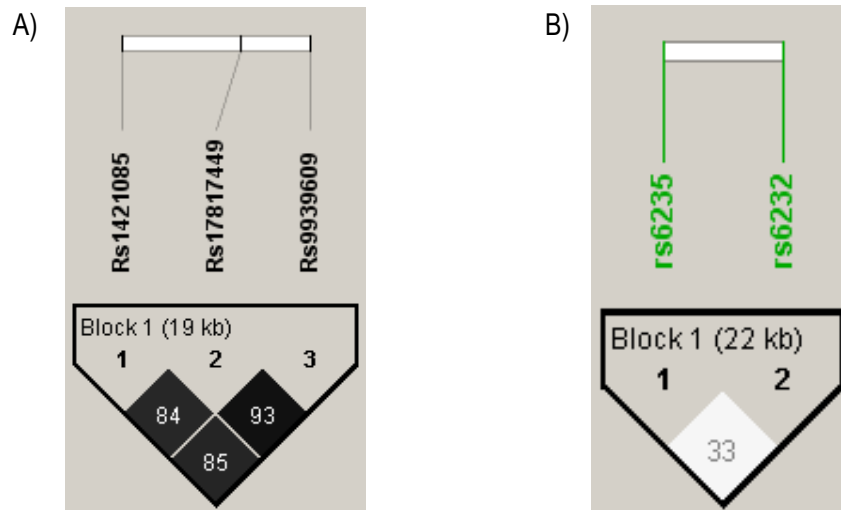 A)
Rs1421085
Rs17817449
Rs9939609
Block 1 (19 kb)
1 2 3
84 93
85
B)
rs6235
rs6232
Block 1 (22 kb)
1 2
33